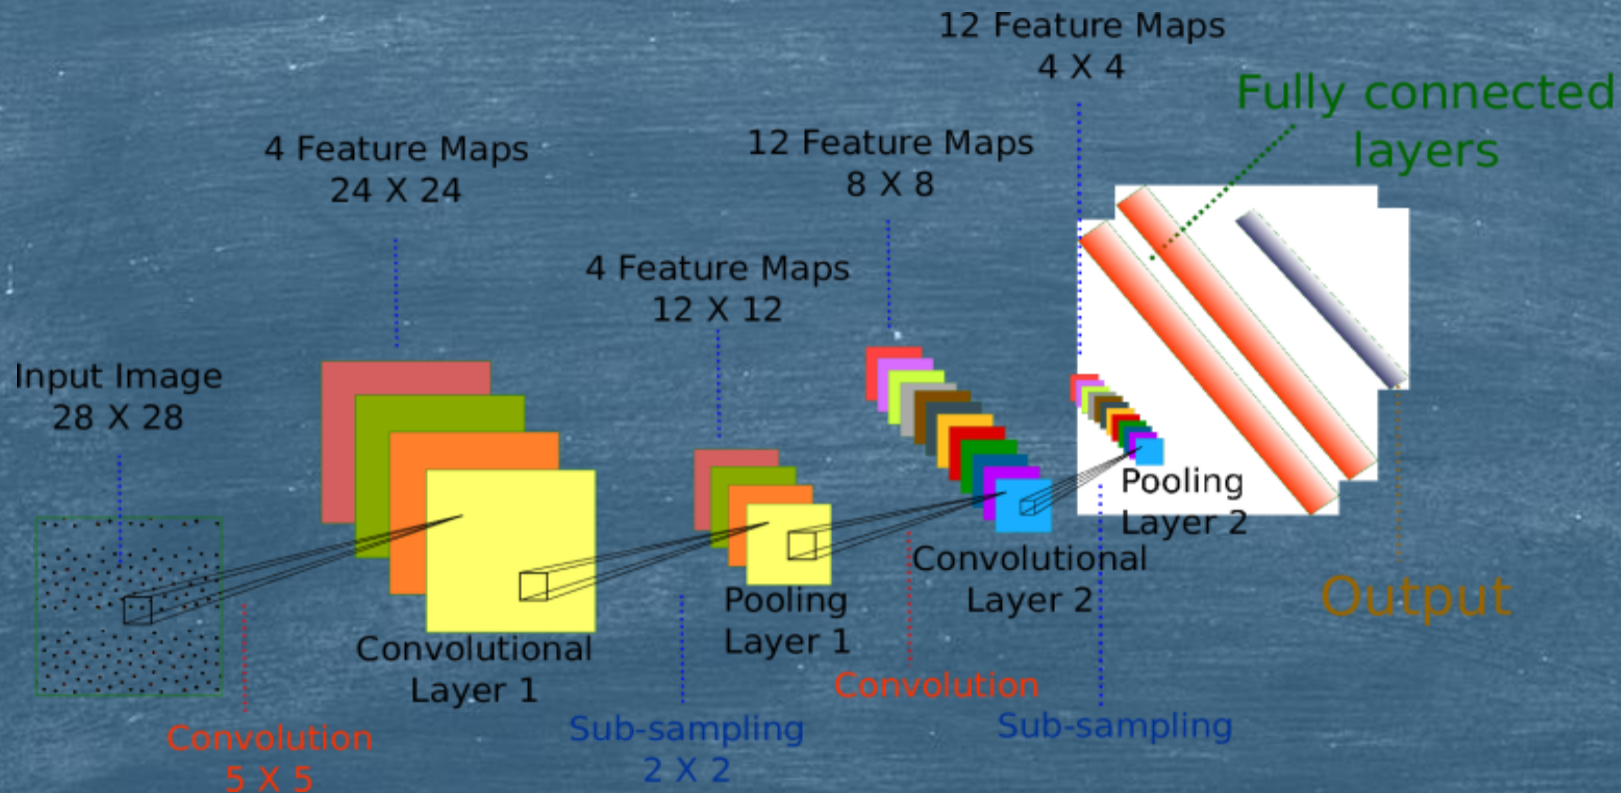 12 Feature Maps
4 X 4
Fully connected
layers
4 Feature Maps
24 X 24
12 Feature Maps
8 X 8
4 Feature Maps
12 X 12
Input Image
28 X 28
Pooling
Layer 2
Convolutional
Layer 2
Output
Pooling
Layer 1
Convolutional
Layer 1
Convolution
Sub-sampling
Sub-sampling
2 X 2
Convolution
5 X 5